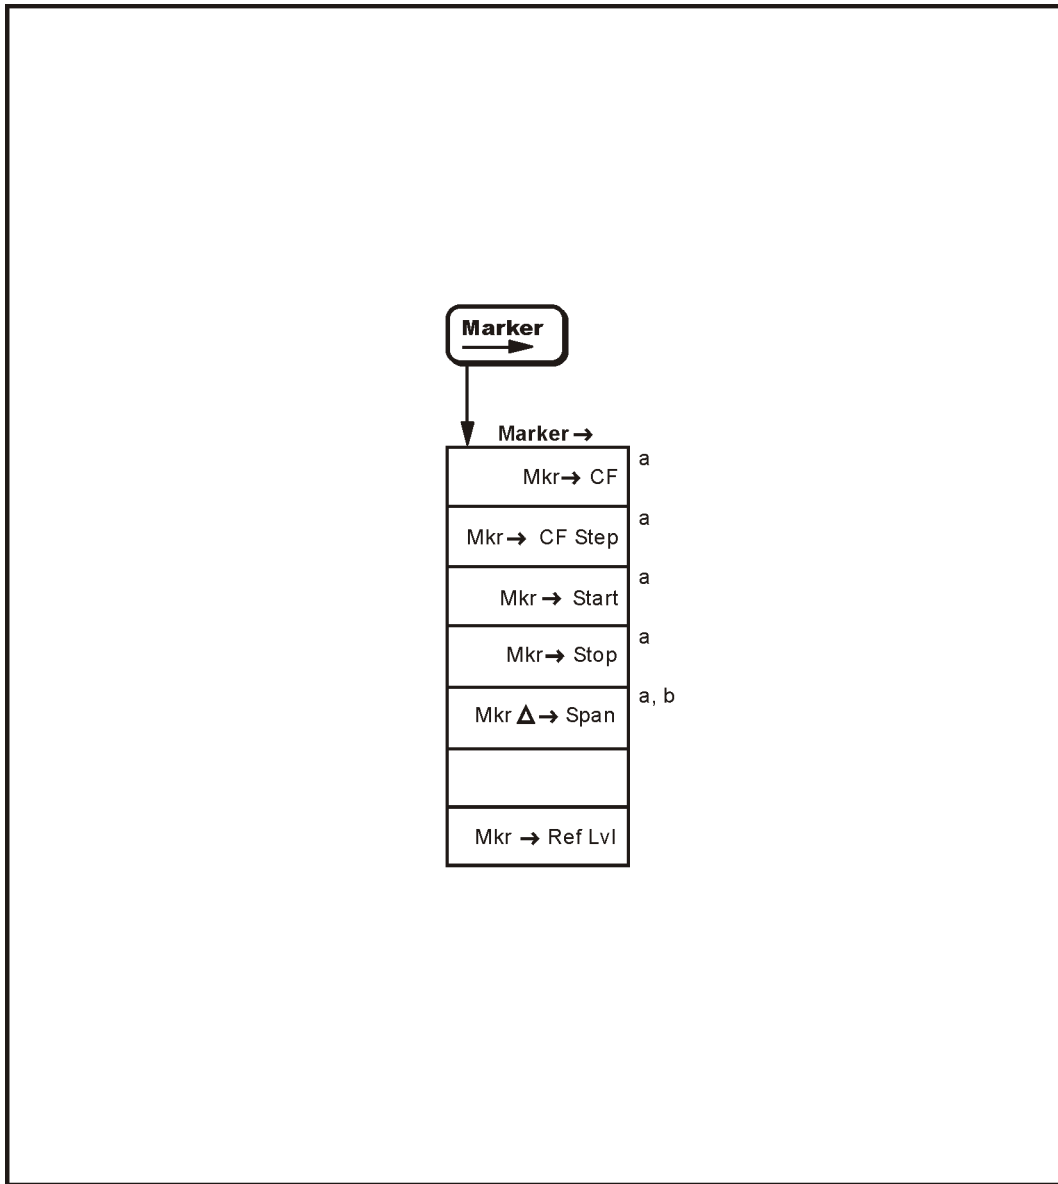 Marker
Marker →
Mkr → CF a
Mkr → CF Step a
Mkr → Start a
Mkr → Stop a
Mkr Δ → Span a, b
Mkr → Ref Lvl